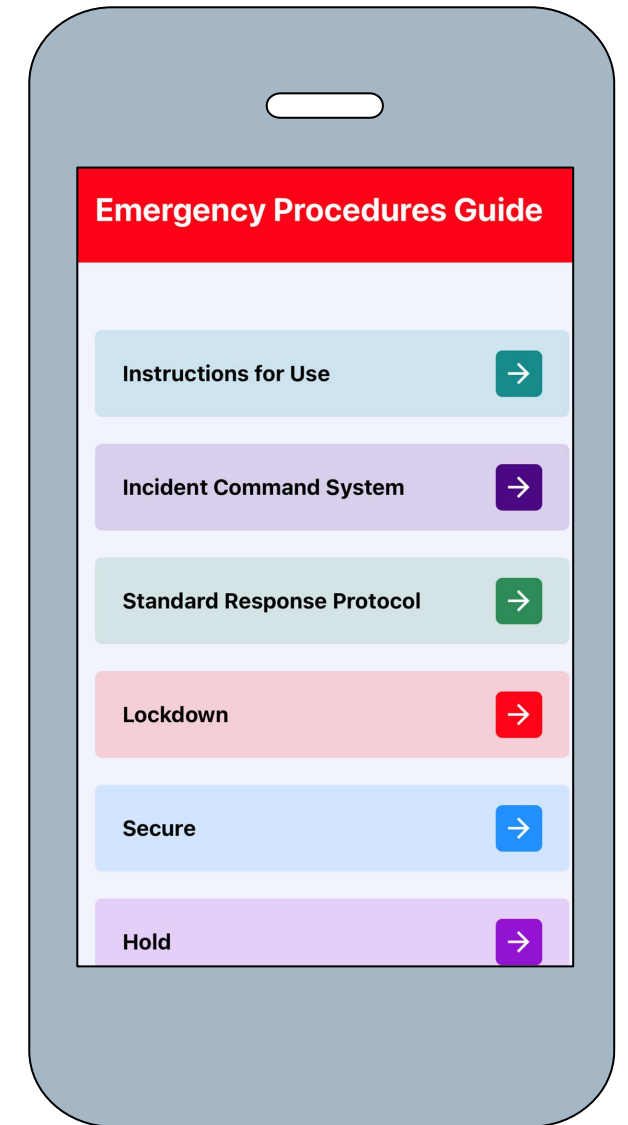 Emergency Procedures Guide
Instructions for Use
Incident Command System
Standard Response Protocol
Lockdown
Secure
Hold